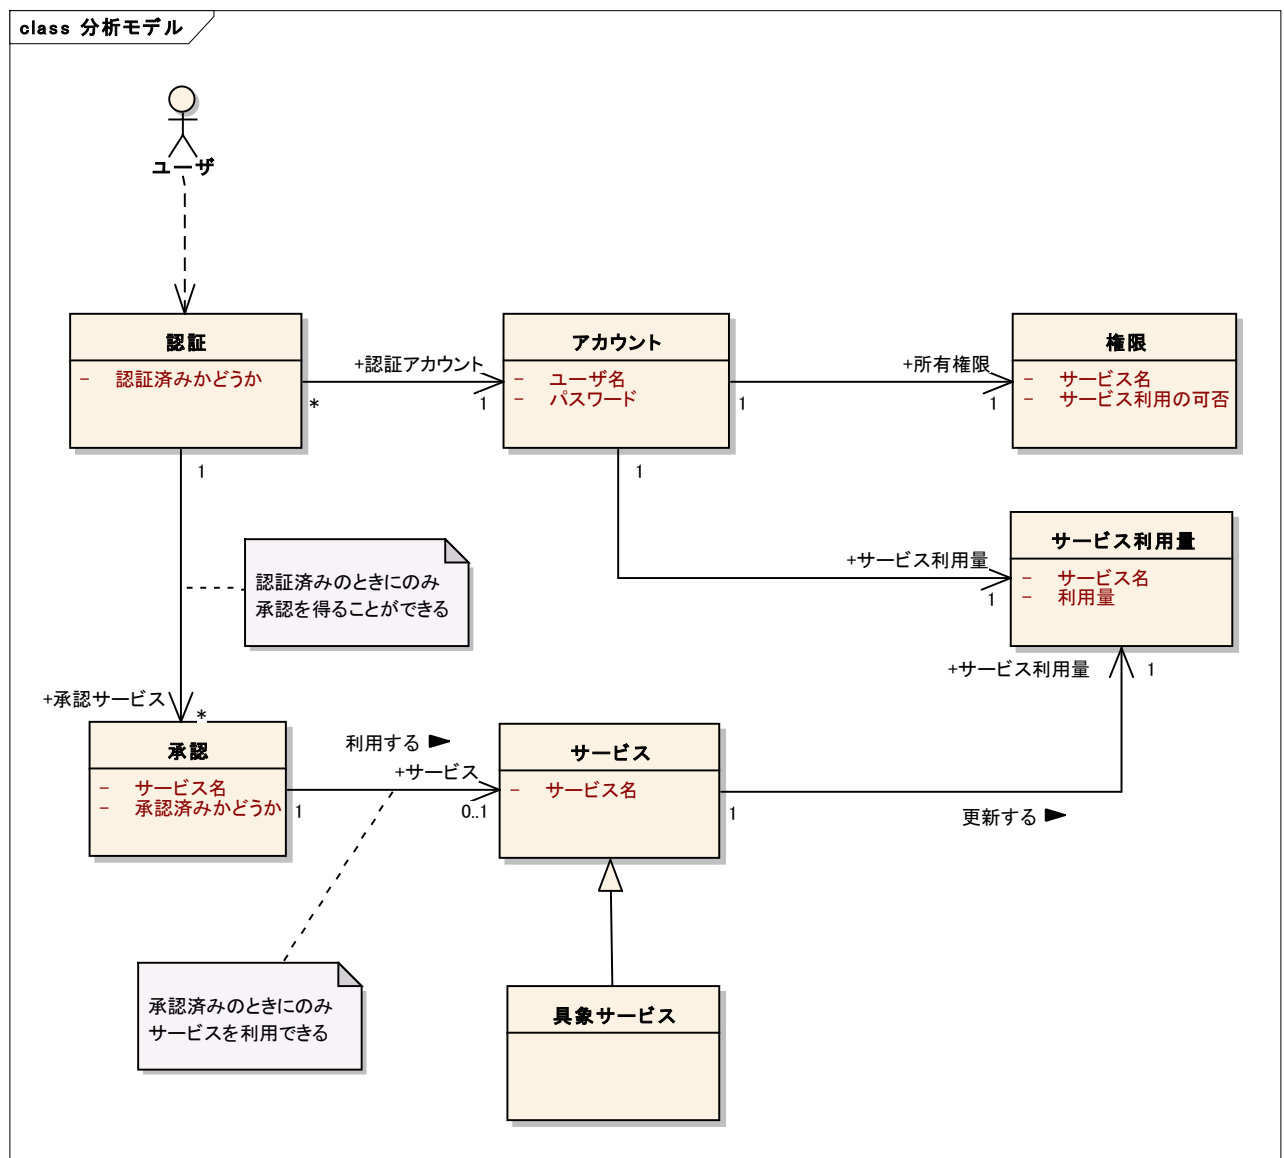 class 分析モデル
ユーザ
認証
- 認証済みかどうか
+認証アカウント
*
1
アカウント
- ユーザ名
- パスワード
+所有権限
1
1
権限
- サービス名
- サービス利用の可否
1
1
+サービス利用量
1
サービス利用量
- サービス名
- 利用量
認証済みのときにのみ
承認を得ることができる
+サービス利用量
1
+承認サービス
*
承認
- サービス名
- 承認済みかどうか
利用する ►
+サービス
1
0..1
サービス
- サービス名
1
更新する ►
承認済みのときにのみ
サービスを利用できる
具象サービス